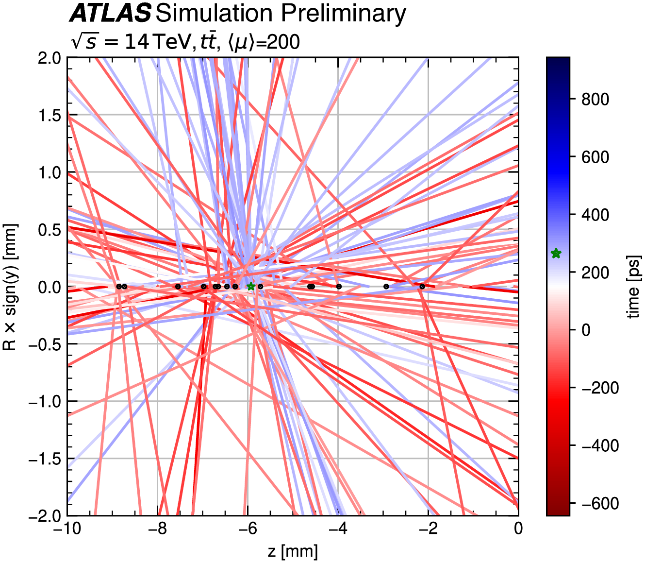 ATLAS Simulation Preliminary
√s = 14 TeV, tt̄, ⟨μ⟩=200
2.0
1.5
1.0
0.5
0.0
−0.5
−1.0
−1.5
−2.0
R × sign(y) [mm]
−10 −8 −6 −4 −2 0
z [mm]
800
600
400
200
0
−200
−400
−600
time [ps]